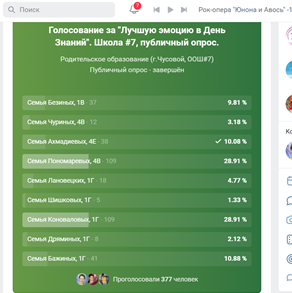 Поиск
7
Рок-опера "Юнона и Авось" -1
Голосование за "Лучшую эмоцию в День
Знаний". Школа #7, публичный опрос.
Родительское образование (г.Чусовой, ООШ#7)
Публичный опрос · завершён
Семья Безиных, 1В · 37 9.81 %
Семья Чуриных, 4В · 12 3.18 %
Семья Ахмадиевых, 4Е · 38 10.08 %
Семья Пономаревых, 4В · 109 28.91 %
Семья Лановецких, 1Г · 18 4.77 %
Семья Шишковых, 1Г · 5 1.33 %
Семья Коноваловых, 1Г · 109 28.91 %
Семья Дряминых, 1Г · 8 2.12 %
Семья Бажиных, 1Г · 41 10.88 %
Проголосовали 377 человек